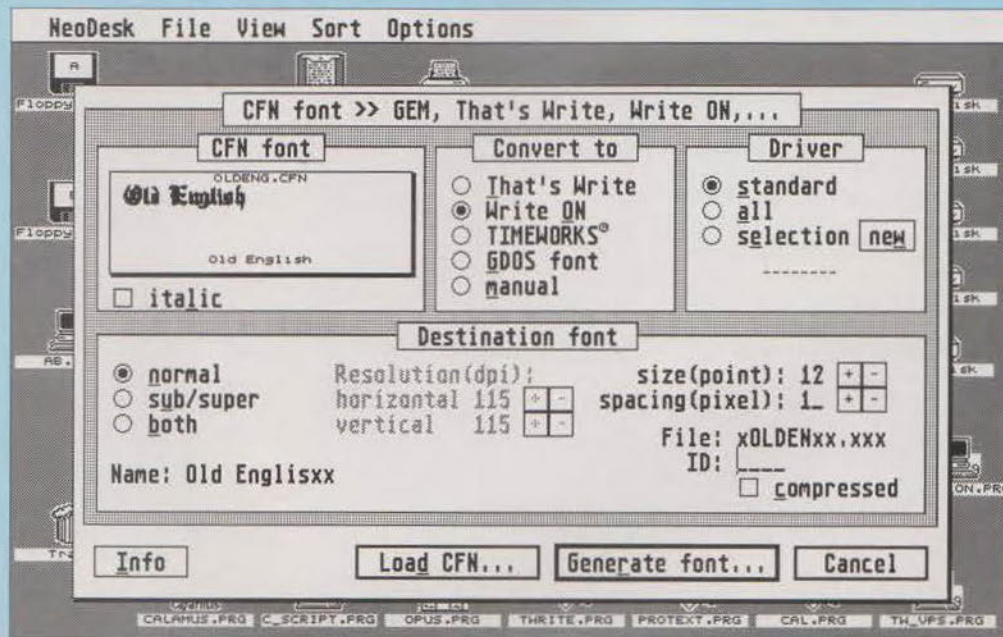 NeoDesk File View Sort Options
A
Floppy
CFN font >> GEM, That's Write, Write ON,...
CFN font
OLDENG.CFN
Old English
Old English
italic
Convert to
That's Write
Write ON
TIMEWORKS®
GDOS font
manual
Driver
standard
all
selection new
--------
Floppy
Destination font
normal
sub/super
both
Resolution(dpi):
horizontal 115 + -
vertical 115 + -
size(point): 12 + -
spacing(pixel): 1_ + -
File: xOLDENxx.xxx
ID: ____
compressed
Name: Old Englisxx
Info
Load CFN...
Generate font...
Cancel
CALAMUS.PRG C_SCRIPT.PRG OPUS.PRG THRITE.PRG PROTEXT.PRG CAL.PRG TW_VPS.PRG